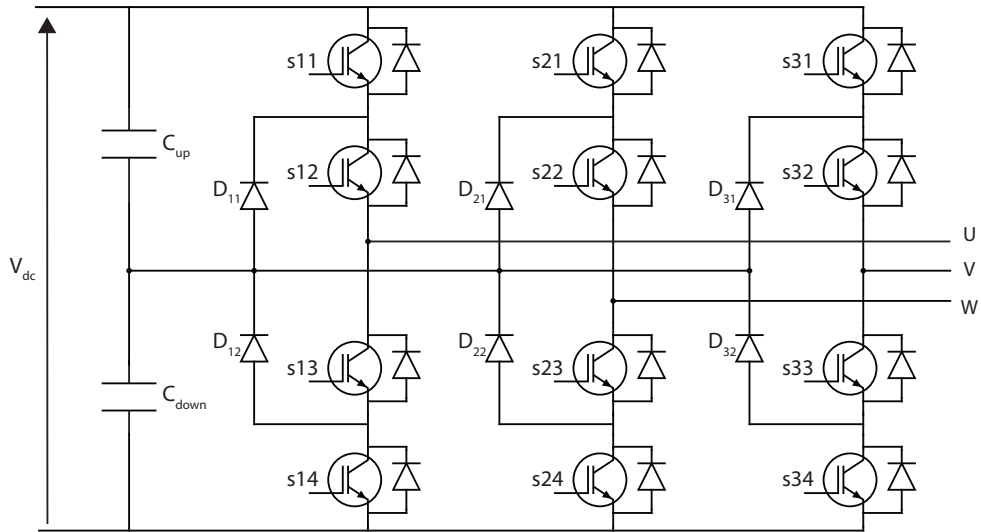 s11 s21 s31
C_up
D_11 s12 D_21 s22 D_31 s32
U
V_dc
V
W
D_12 s13 D_22 s23 D_32 s33
C_down
s14 s24 s34